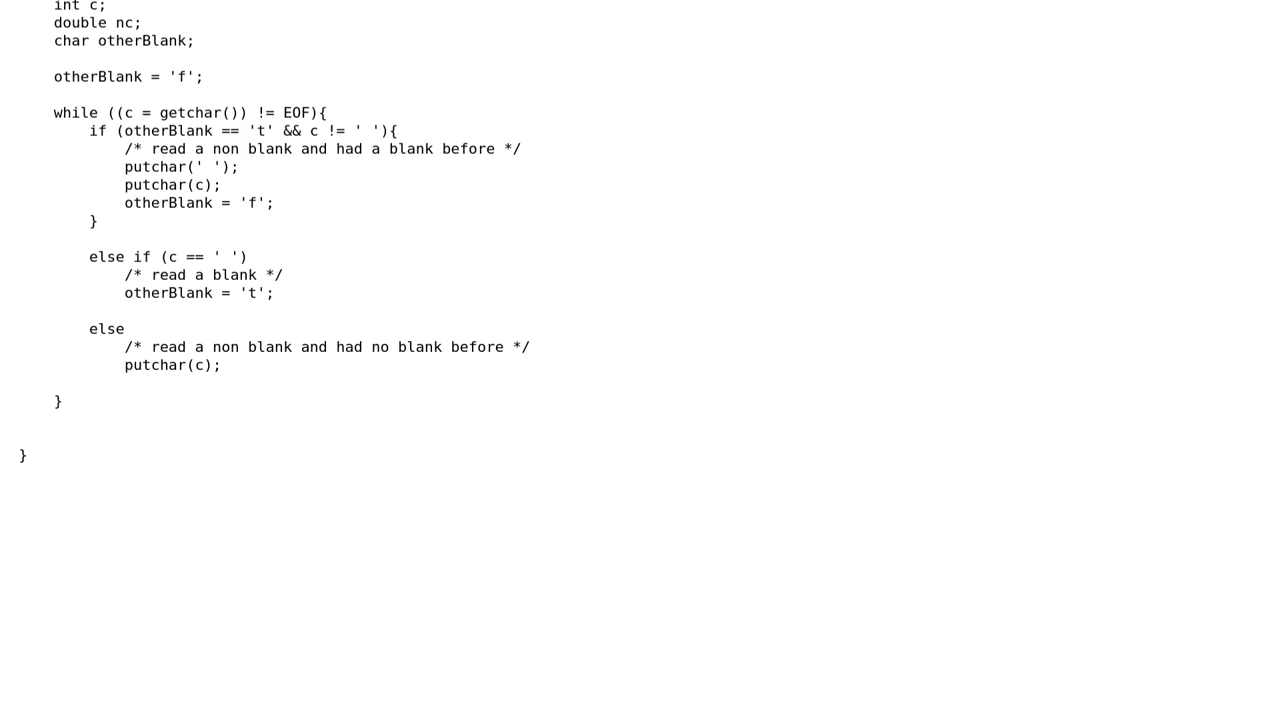 int c;
double nc;
char otherBlank;
otherBlank = 'f';
while ((c = getchar()) != EOF){
if (otherBlank == 't' && c != ' '){
/* read a non blank and had a blank before */
putchar(' ');
putchar(c);
otherBlank = 'f';
}
else if (c == ' ')
/* read a blank */
otherBlank = 't';
else
/* read a non blank and had no blank before */
putchar(c);
}
}